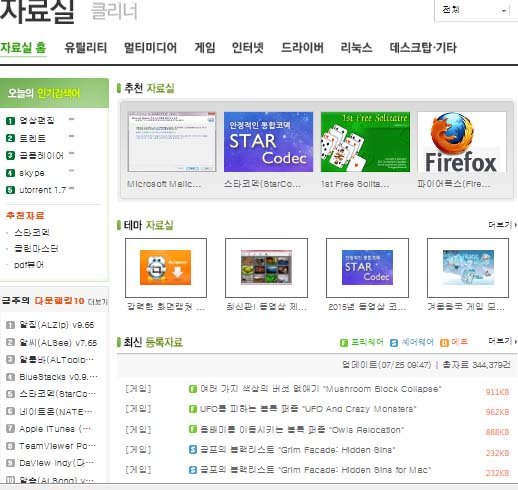 자료실 클리너
전체
자료실 홈 유틸리티 멀티미디어 게임 인터넷 드라이버 리눅스 데스크탑·기타
오늘의 인기검색어
1 영상편집
2 토렌트
3 곰플레이어
4 skype
5 utorrent 1.7
추천자료
· 스타코덱
· 클린마스터
· pdf뷰어
추천 자료실
안정적인 통합코덱
STAR
Codec
1st Free Solitaire
Firefox
Microsoft Malic... 스타코덱(StarCo... 1st Free Solita... 파이어폭스(Fire...
테마 자료실 더보기
STAR
Codec
강력한 화면캡쳐 ... 최신판! 동영상 제... 2015년 동영상 코... 겨울왕국 게임 모...
금주의 다운랭킹10 더보기
1 알집(ALZip) v9.66
2 알씨(ALSee) v7.65
3 알툴바(ALToolb...
4 BlueStacks v0.9....
5 스타코덱(StarCo...
6 네이트온(NATE...
7 Apple iTunes (...
8 TeamViewer Po...
9 DaView Indy(다...
10 알송(ALSong) v...
최신 등록자료 F 프리웨어 S 셰어웨어 D 데모 더보기
업데이트(07/25 09:47) | 총자료 344,379건
[게임] F 여러 가지 색상의 버섯 없애기 "Mushroom Block Collapse" 911KB
[게임] F UFO를 피하는 블록 퍼즐 "UFO And Crazy Monsters" 962KB
[게임] F 올빼미를 이동시키는 블록 퍼즐 "Owls Relocation" 888KB
[게임] S 골포의 블랙리스트 "Grim Facade: Hidden Sins" 232KB
[게임] S 골포의 블랙리스트 "Grim Facade: Hidden Sins for Mac" 232KB